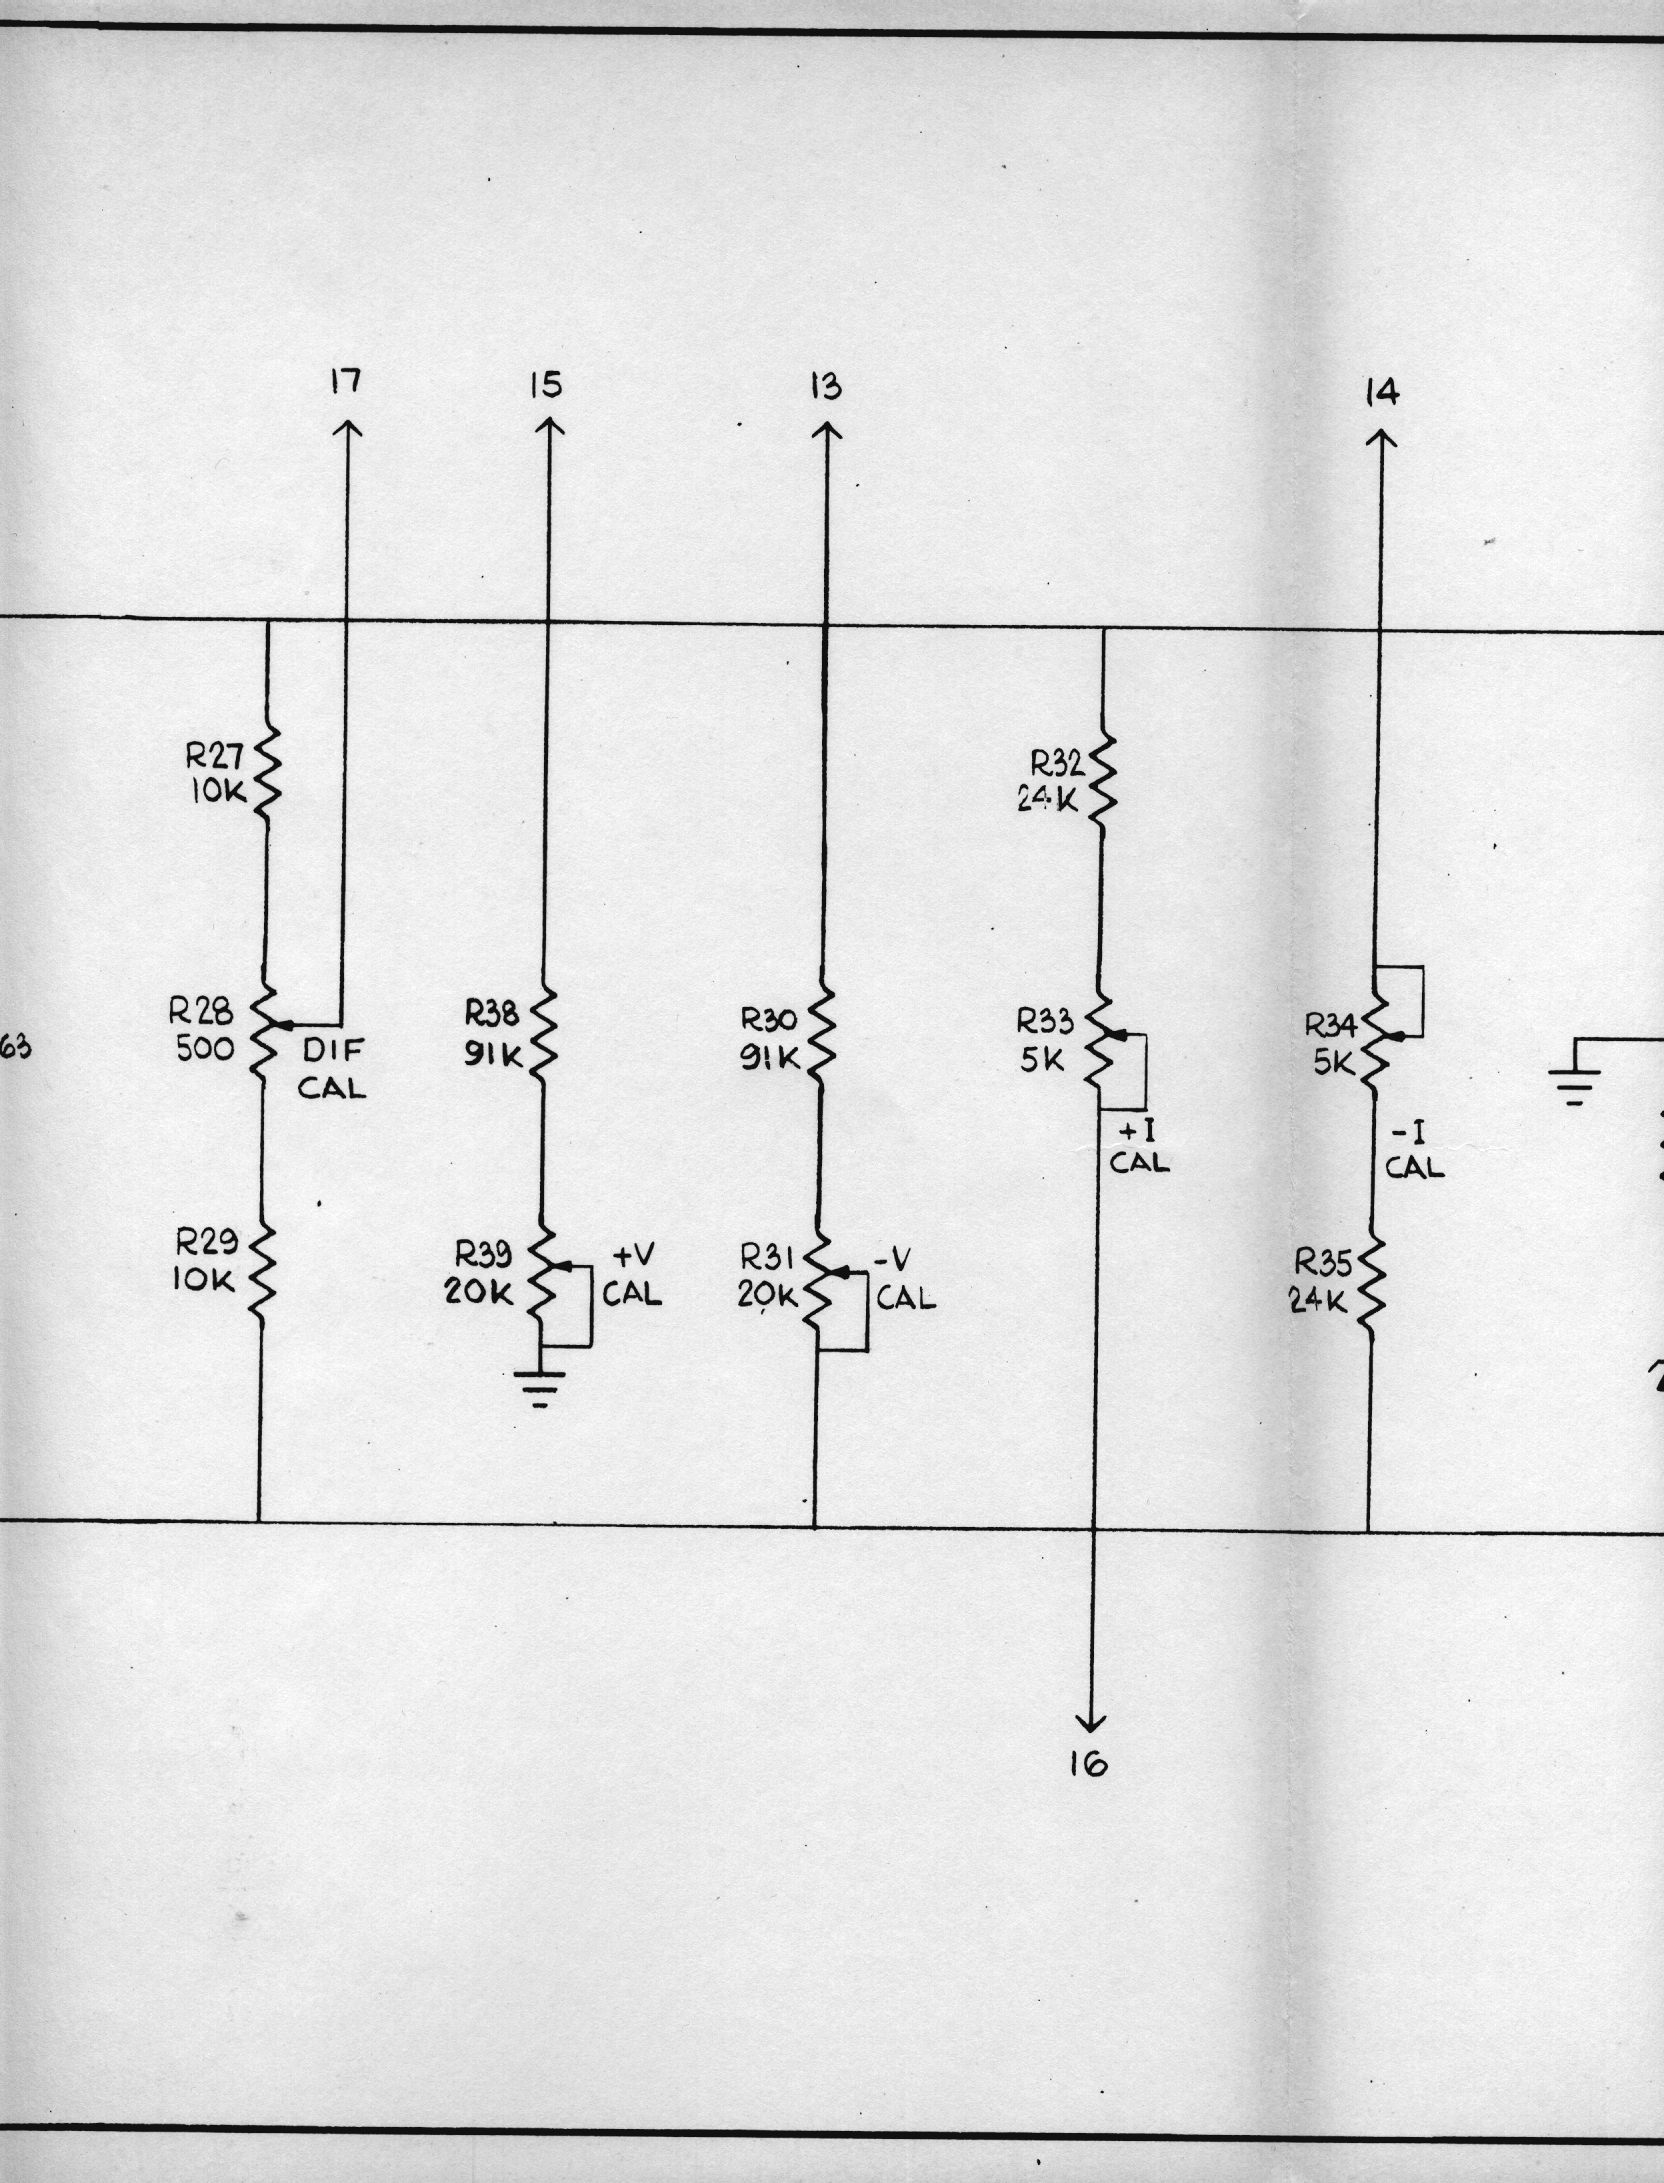 17
15
13
14
R27
10K
R32
24K
R28
500
DIF
CAL
R38
91K
R30
91K
R33
5K
+I
CAL
R34
5K
-I
CAL
63
R29
10K
R39
20K
+V
CAL
R31
20K
-V
CAL
R35
24K
16